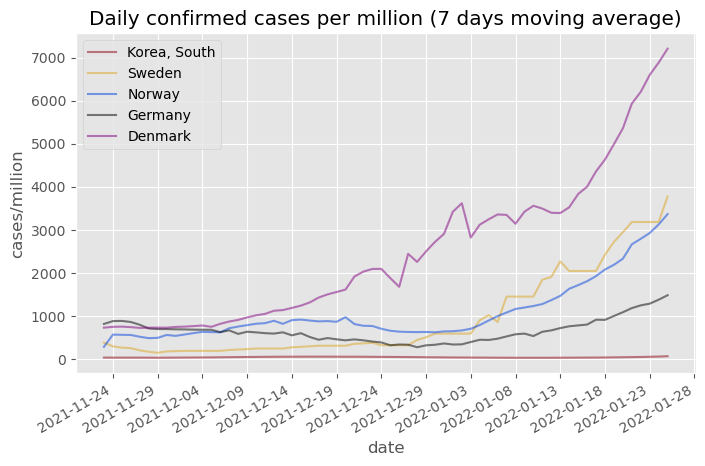 Daily confirmed cases per million (7 days moving average)
Korea, South
Sweden
Norway
Germany
Denmark
cases/million
7000
6000
5000
4000
3000
2000
1000
0
2021-11-24
2021-11-29
2021-12-04
2021-12-09
2021-12-14
2021-12-19
2021-12-24
2021-12-29
2022-01-03
2022-01-08
2022-01-13
2022-01-18
2022-01-23
2022-01-28
date